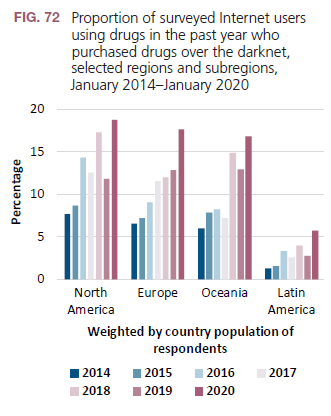 FIG. 72 Proportion of surveyed Internet users
using drugs in the past year who
purchased drugs over the darknet,
selected regions and subregions,
January 2014–January 2020
Percentage
20
15
10
5
0
North America
Europe
Oceania
Latin America
Weighted by country population of
respondents
2014 2015 2016 2017
2018 2019 2020